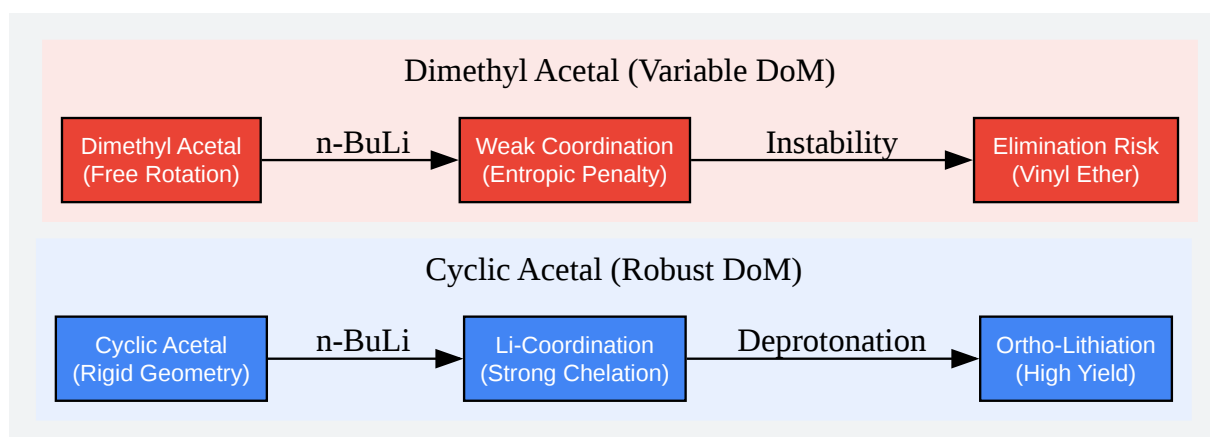 Dimethyl Acetal (Variable DoM)
Dimethyl Acetal
(Free Rotation)
n-BuLi
Weak Coordination
(Entropic Penalty)
Instability
Elimination Risk
(Vinyl Ether)
Cyclic Acetal (Robust DoM)
Cyclic Acetal
(Rigid Geometry)
n-BuLi
Li-Coordination
(Strong Chelation)
Deprotonation
Ortho-Lithiation
(High Yield)